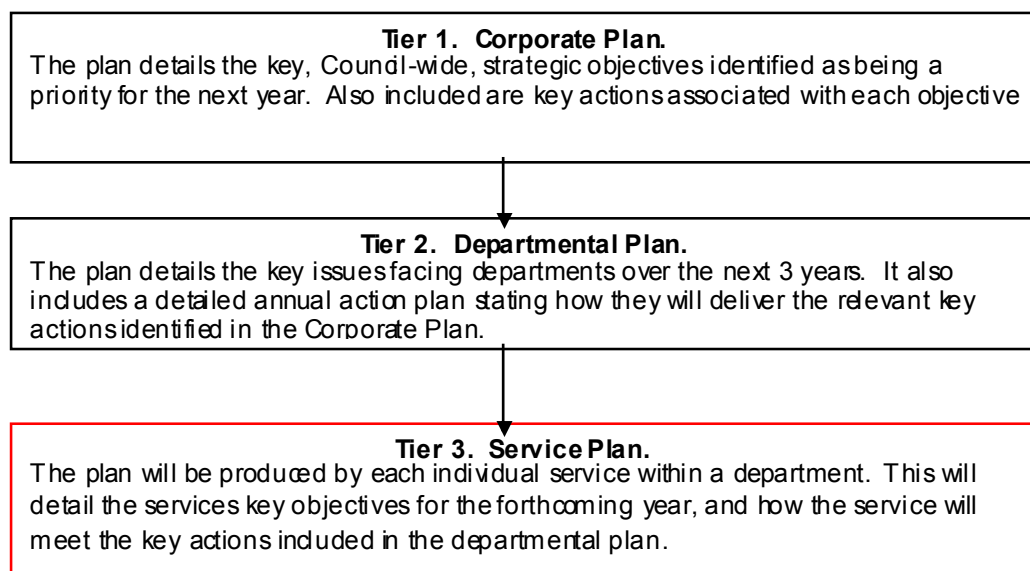 Tier 1.  Corporate Plan.
The plan details the key, Council-wide, strategic objectives identified as being a
priority for the next year.  Also included are key actions associated with each objective
Tier 2.  Departmental Plan.
The plan details the key issues facing departments over the next 3 years.  It also
includes a detailed annual action plan stating how they will deliver the relevant key
actions identified in the Corporate Plan.
Tier 3.  Service Plan.
The plan will be produced by each individual service within a department.  This will
detail the services key objectives for the forthcoming year, and how the service will
meet the key actions included in the departmental plan.